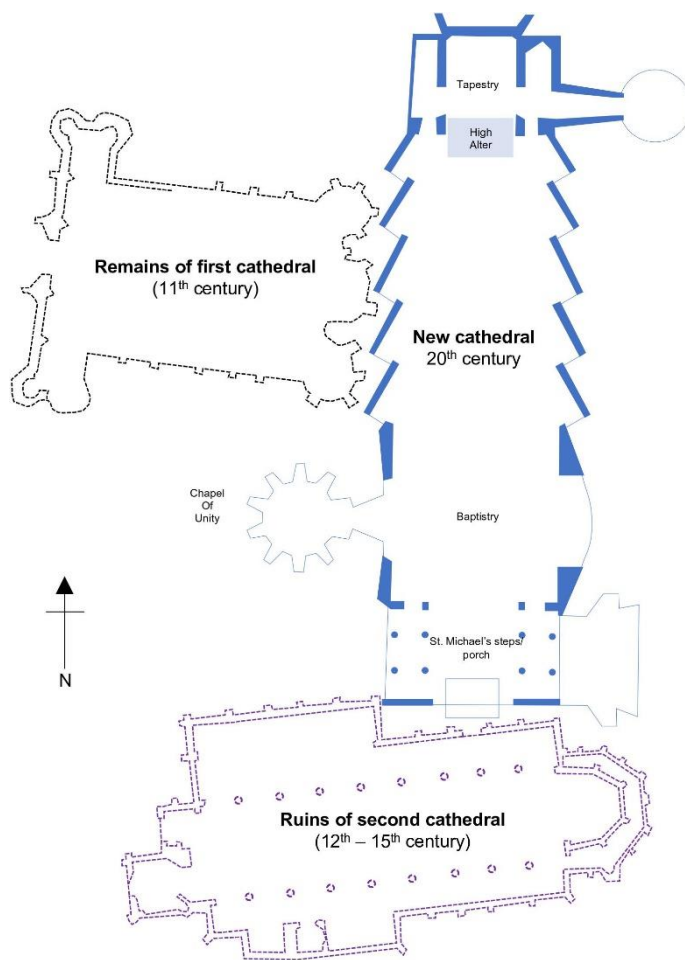 Tapestry
High
Alter
Remains of first cathedral
(11th century)
New cathedral
20th century
Chapel
Of
Unity
Baptistry
St. Michael's steps/
porch
N
Ruins of second cathedral
(12th – 15th century)